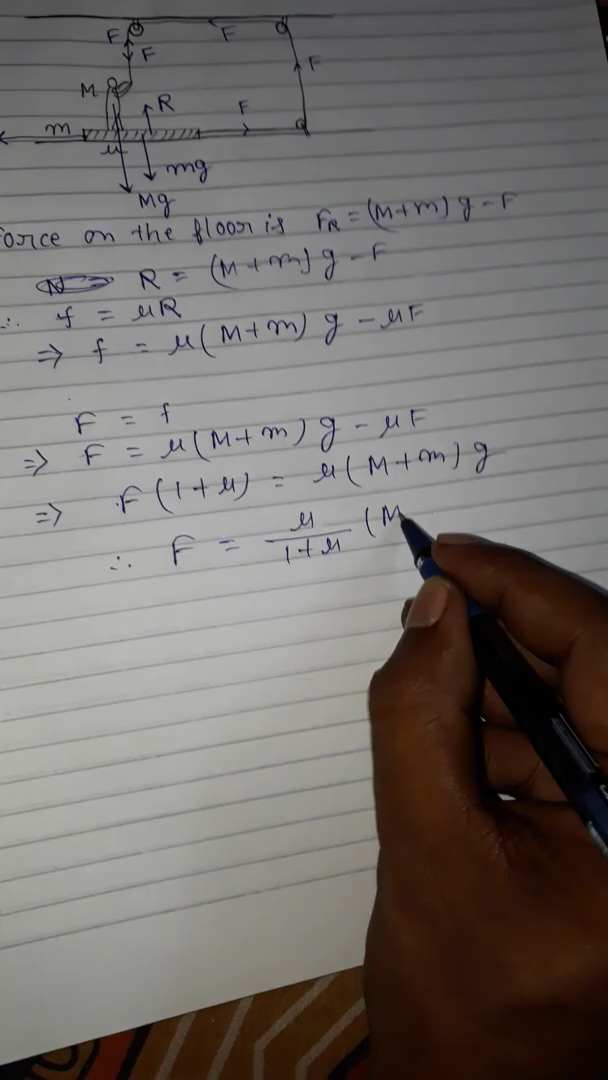 F F
F
F
M
R
F
m
μ
mg
Mg
orce on the floor is F_R = (M+m) g - F
R = (M+m) g - F
∴ f = μR
⇒ f = μ(M+m) g - μF
F = f
⇒ F = μ(M+m) g - μF
⇒ F(1+μ) = μ(M+m) g
∴ F = μ/1+μ (M